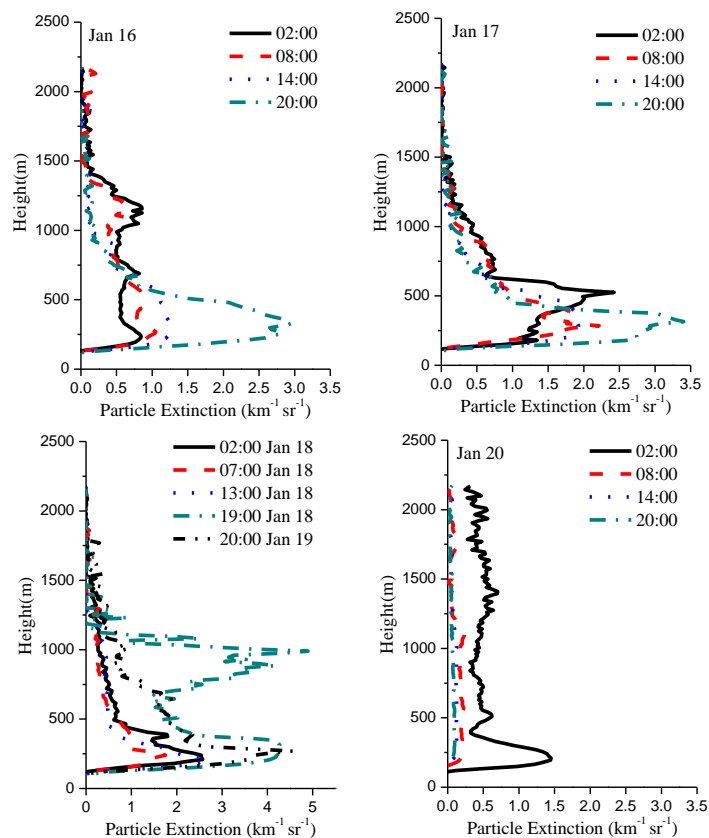 Jan 16
02:00
08:00
14:00
20:00
2500
2000
1500
1000
500
0
Height(m)
0.0 0.5 1.0 1.5 2.0 2.5 3.0 3.5
Particle Extinction (km⁻¹ sr⁻¹)
Jan 17
02:00
08:00
14:00
20:00
2500
2000
1500
1000
500
0
Height(m)
0.0 0.5 1.0 1.5 2.0 2.5 3.0 3.5
Particle Extinction (km⁻¹ sr⁻¹)
02:00 Jan 18
07:00 Jan 18
13:00 Jan 18
19:00 Jan 18
20:00 Jan 19
2500
2000
1500
1000
500
0
Height(m)
0 1 2 3 4 5
Particle Extinction (km⁻¹ sr⁻¹)
Jan 20
02:00
08:00
14:00
20:00
2500
2000
1500
1000
500
0
Height(m)
0.0 0.5 1.0 1.5 2.0 2.5 3.0 3.5
Particle Extinction (km⁻¹ sr⁻¹)